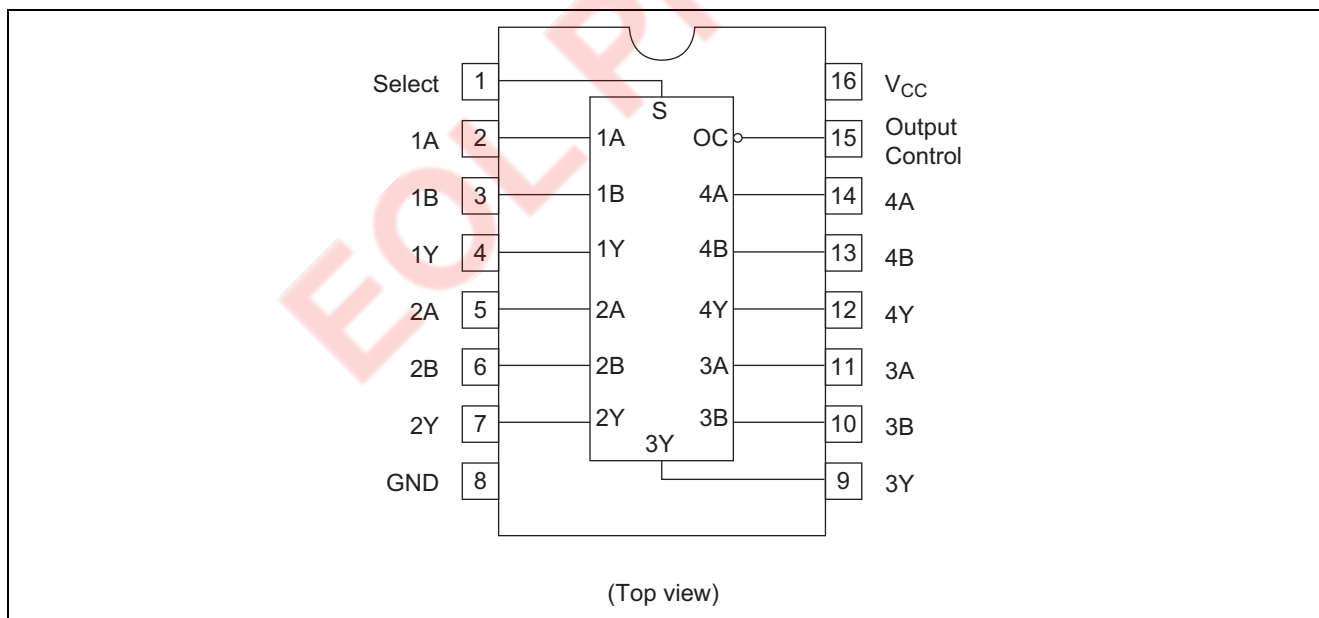 Select 1 16 VCC
S
1A 2 1A OC 15 Output
Control
1B 3 1B 4A 14 4A
1Y 4 1Y 4B 13 4B
2A 5 2A 4Y 12 4Y
2B 6 2B 3A 11 3A
2Y 7 2Y 3B 10 3B
3Y
GND 8 9 3Y
(Top view)
EOL